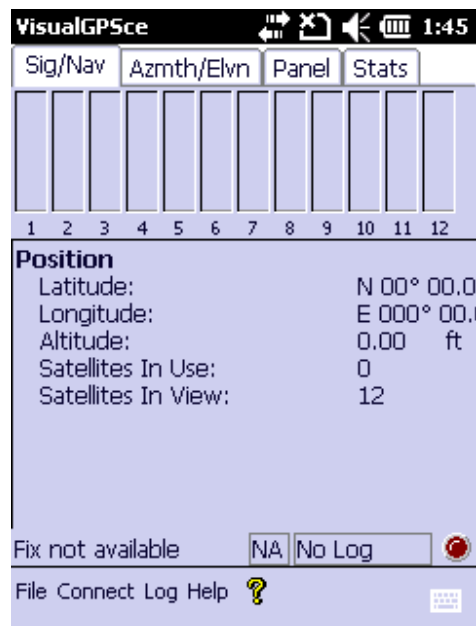 VisualGPSce 1:45
Sig/Nav Azmth/Elvn Panel Stats
1 2 3 4 5 6 7 8 9 10 11 12
Position
Latitude: N 00° 00.0
Longitude: E 000° 00.
Altitude: 0.00 ft
Satellites In Use: 0
Satellites In View: 12
Fix not available NA No Log
File Connect Log Help